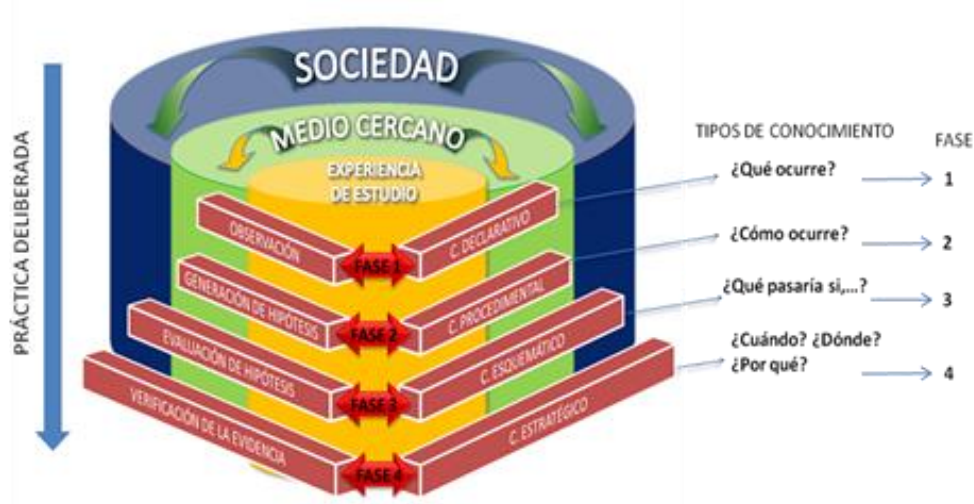 SOCIEDAD
MEDIO CERCANO
EXPERIENCIA
DE ESTUDIO
PRÁCTICA DELIBERADA
OBSERVACIÓN
FASE 1
C. DECLARATIVO
GENERACIÓN DE HIPÓTESIS
FASE 2
C. PROCEDIMENTAL
EVALUACIÓN DE HIPÓTESIS
FASE 3
C. ESQUEMÁTICO
VERIFICACIÓN DE LA EVIDENCIA
FASE 4
C. ESTRATÉGICO
TIPOS DE CONOCIMIENTO
FASE
¿Qué ocurre?
1
¿Cómo ocurre?
2
¿Qué pasaría si,...?
3
¿Cuándo? ¿Dónde?
¿Por qué?
4